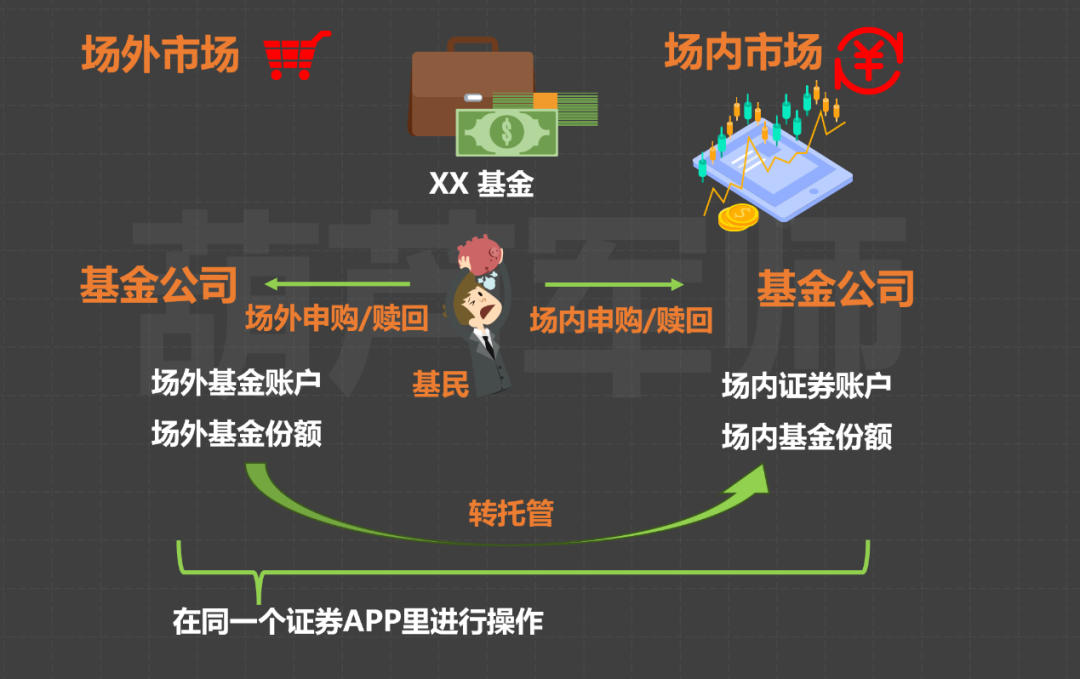 场外市场
场内市场
XX 基金
葫芦军师
基金公司
基金公司
场外申购/赎回
场内申购/赎回
基民
场外基金账户
场内证券账户
场外基金份额
场内基金份额
转托管
在同一个证券APP里进行操作